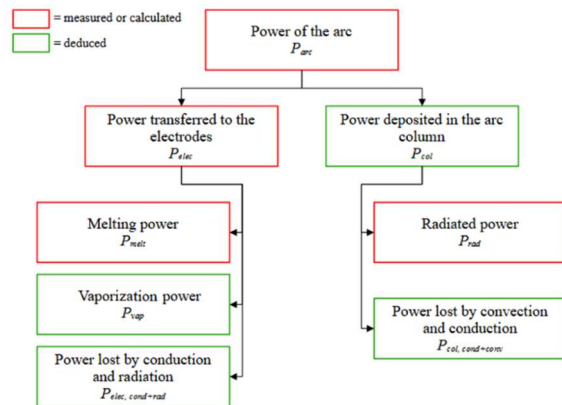 = measured or calculated
= deduced
Power of the arc
P_arc
Power transferred to the
electrodes
P_elec
Power deposited in the arc
column
P_col
Melting power
P_melt
Vaporization power
P_vap
Power lost by conduction
and radiation
P_elec, cond+rad
Radiated power
P_rad
Power lost by convection
and conduction
P_col, cond+conv